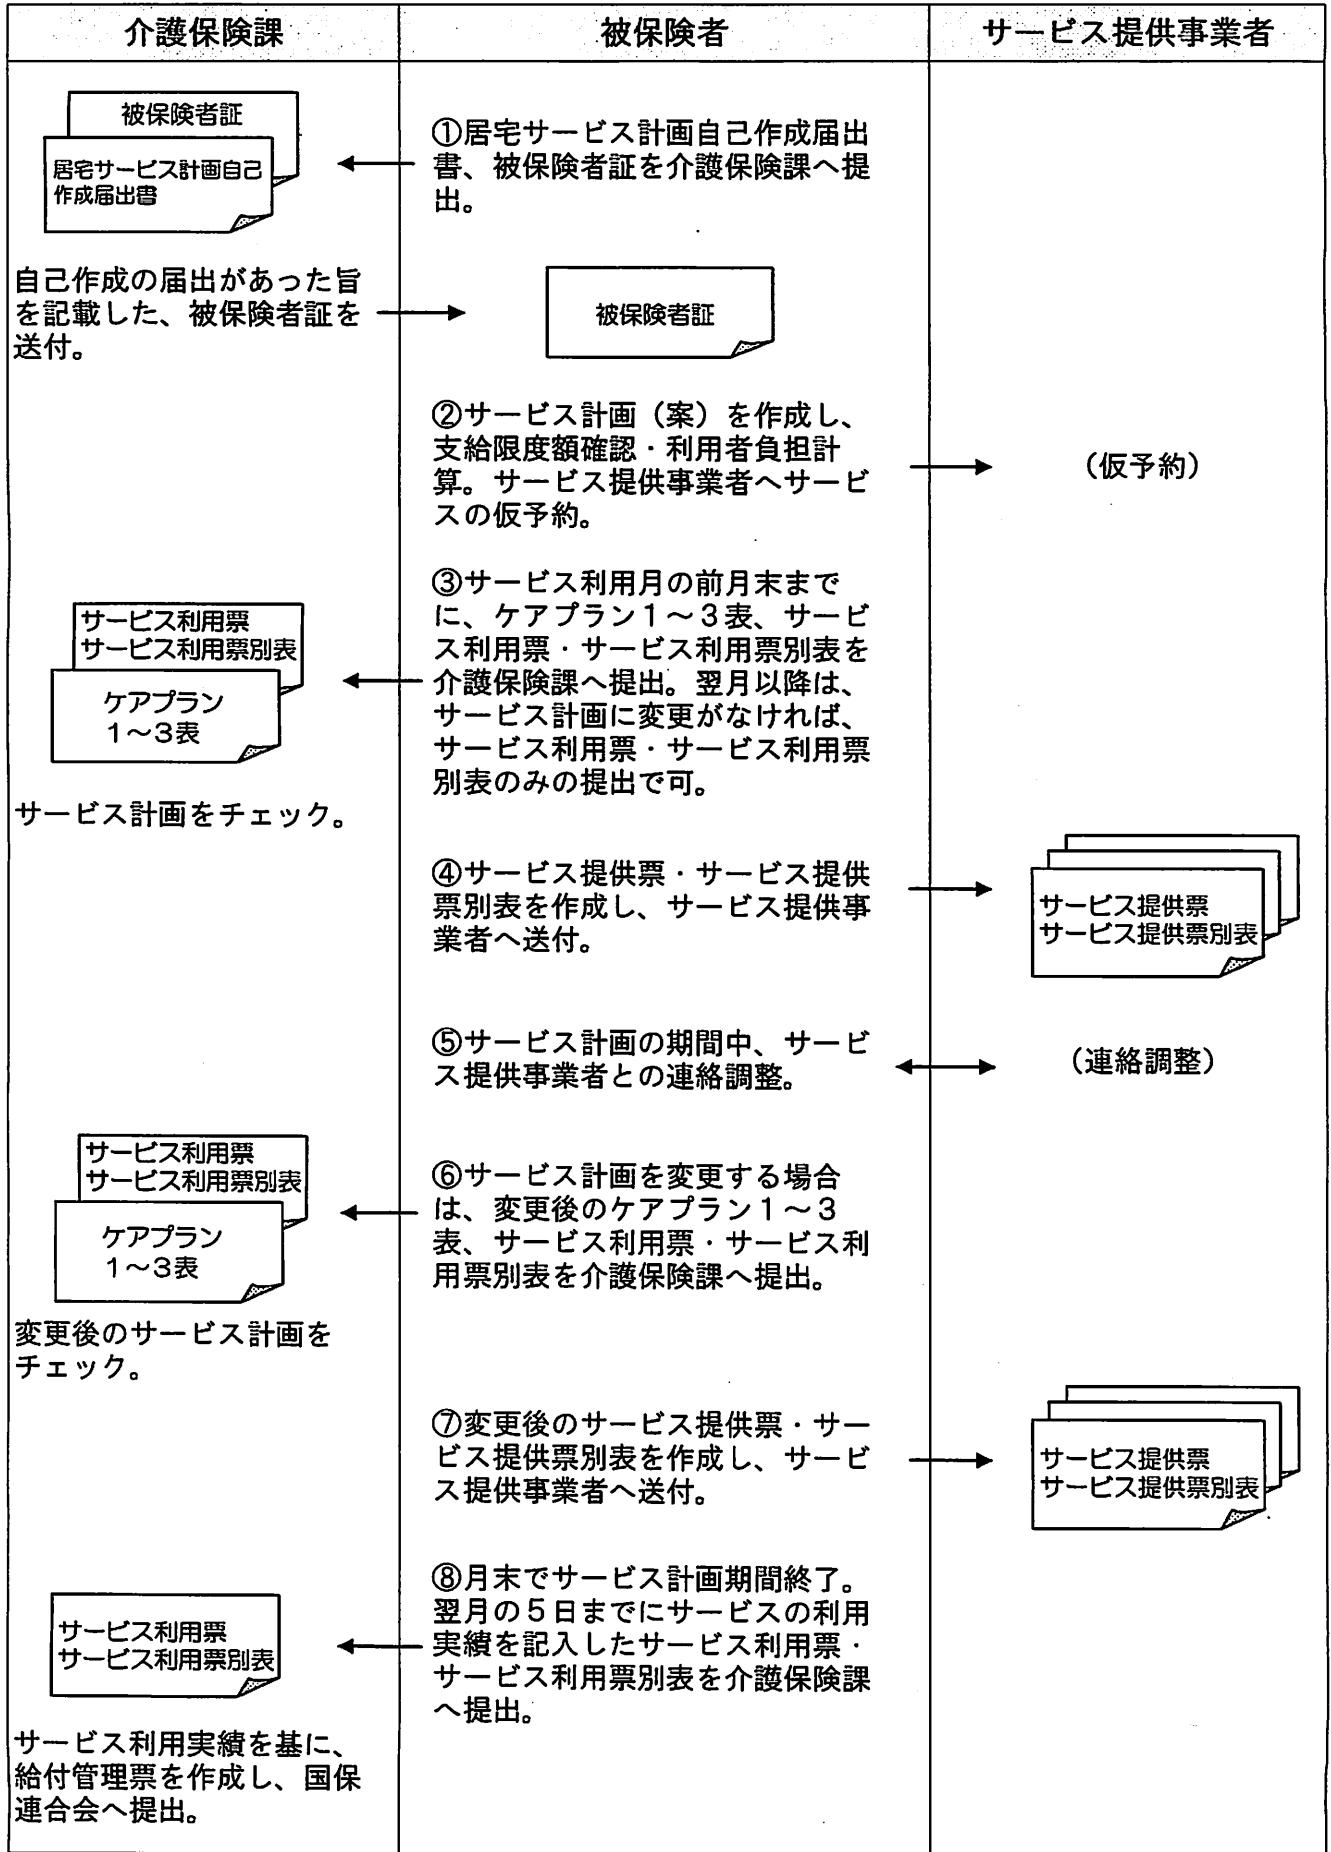 介護保険課
被保険者
サービス提供事業者
被保険者証
居宅サービス計画自己
作成届出書
①居宅サービス計画自己作成届出
書、被保険者証を介護保険課へ提
出。
自己作成の届出があった旨
を記載した、被保険者証を
送付。
被保険者証
②サービス計画（案）を作成し、
支給限度額確認・利用者負担計
算。サービス提供事業者へサービ
スの仮予約。
（仮予約）
③サービス利用月の前月末まで
に、ケアプラン１～３表、サービ
ス利用票・サービス利用票別表を
介護保険課へ提出。翌月以降は、
サービス計画に変更がなければ、
サービス利用票・サービス利用票
別表のみの提出で可。
サービス利用票
サービス利用票別表
ケアプラン
１～３表
サービス計画をチェック。
④サービス提供票・サービス提供
票別表を作成し、サービス提供事
業者へ送付。
サービス提供票
サービス提供票別表
⑤サービス計画の期間中、サービ
ス提供事業者との連絡調整。
（連絡調整）
サービス利用票
サービス利用票別表
ケアプラン
１～３表
⑥サービス計画を変更する場合
は、変更後のケアプラン１～３
表、サービス利用票・サービス利
用票別表を介護保険課へ提出。
変更後のサービス計画を
チェック。
⑦変更後のサービス提供票・サー
ビス提供票別表を作成し、サービ
ス提供事業者へ送付。
サービス提供票
サービス提供票別表
⑧月末でサービス計画期間終了。
翌月の５日までにサービスの利用
実績を記入したサービス利用票・
サービス利用票別表を介護保険課
へ提出。
サービス利用票
サービス利用票別表
サービス利用実績を基に、
給付管理票を作成し、国保
連合会へ提出。